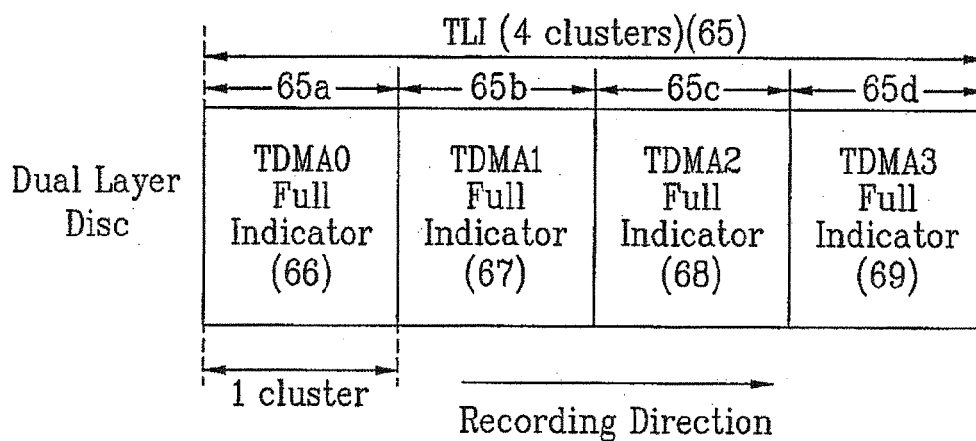 TLI (4 clusters)(65)
65a 65b 65c 65d
Dual Layer
Disc
TDMA0
Full
Indicator
(66)
TDMA1
Full
Indicator
(67)
TDMA2
Full
Indicator
(68)
TDMA3
Full
Indicator
(69)
1 cluster
Recording Direction